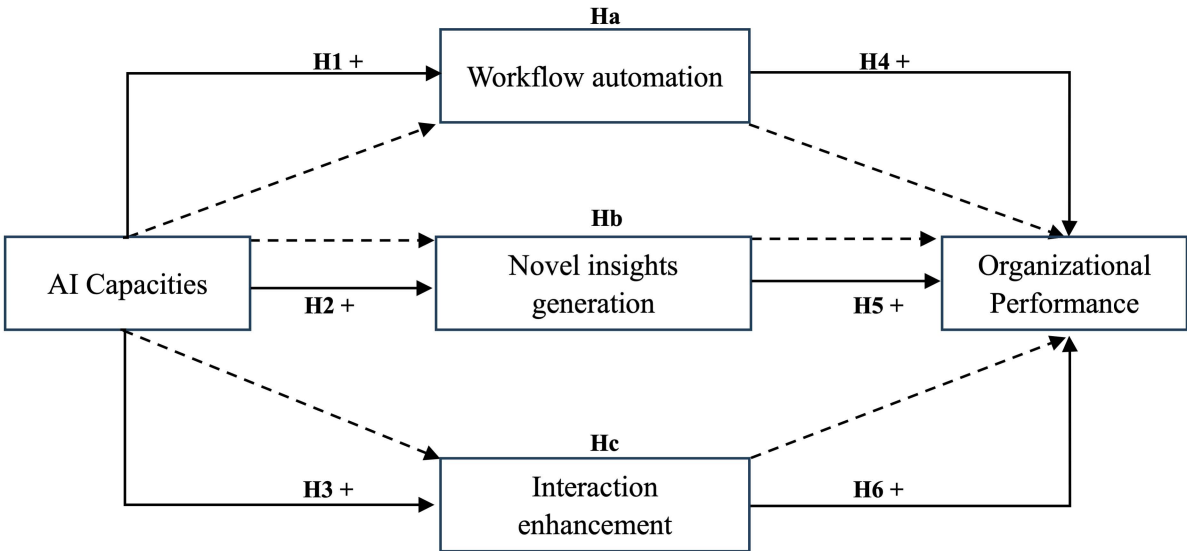 Ha
H1 +
Workflow automation
H4 +
Hb
AI Capacities
H2 +
Novel insights
generation
H5 +
Organizational
Performance
Hc
H3 +
Interaction
enhancement
H6 +